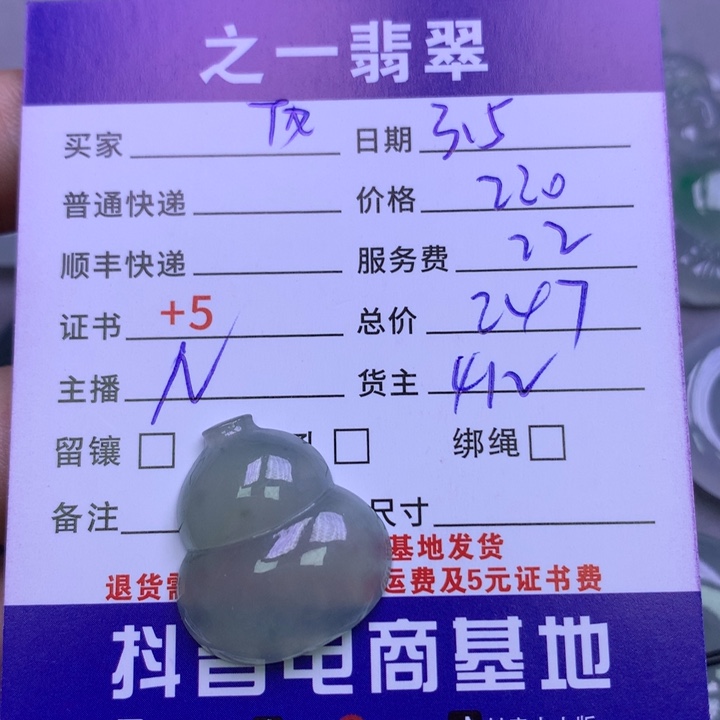 之一翡翠
买家 日期 315
普通快递 价格 220
顺丰快递 服务费 22
证书 +5 总价 247
主播 N 货主 412
留镶 孔 绑绳
备注 尺寸
基地发货
退货需 运费及5元证书费
抖音电商基地